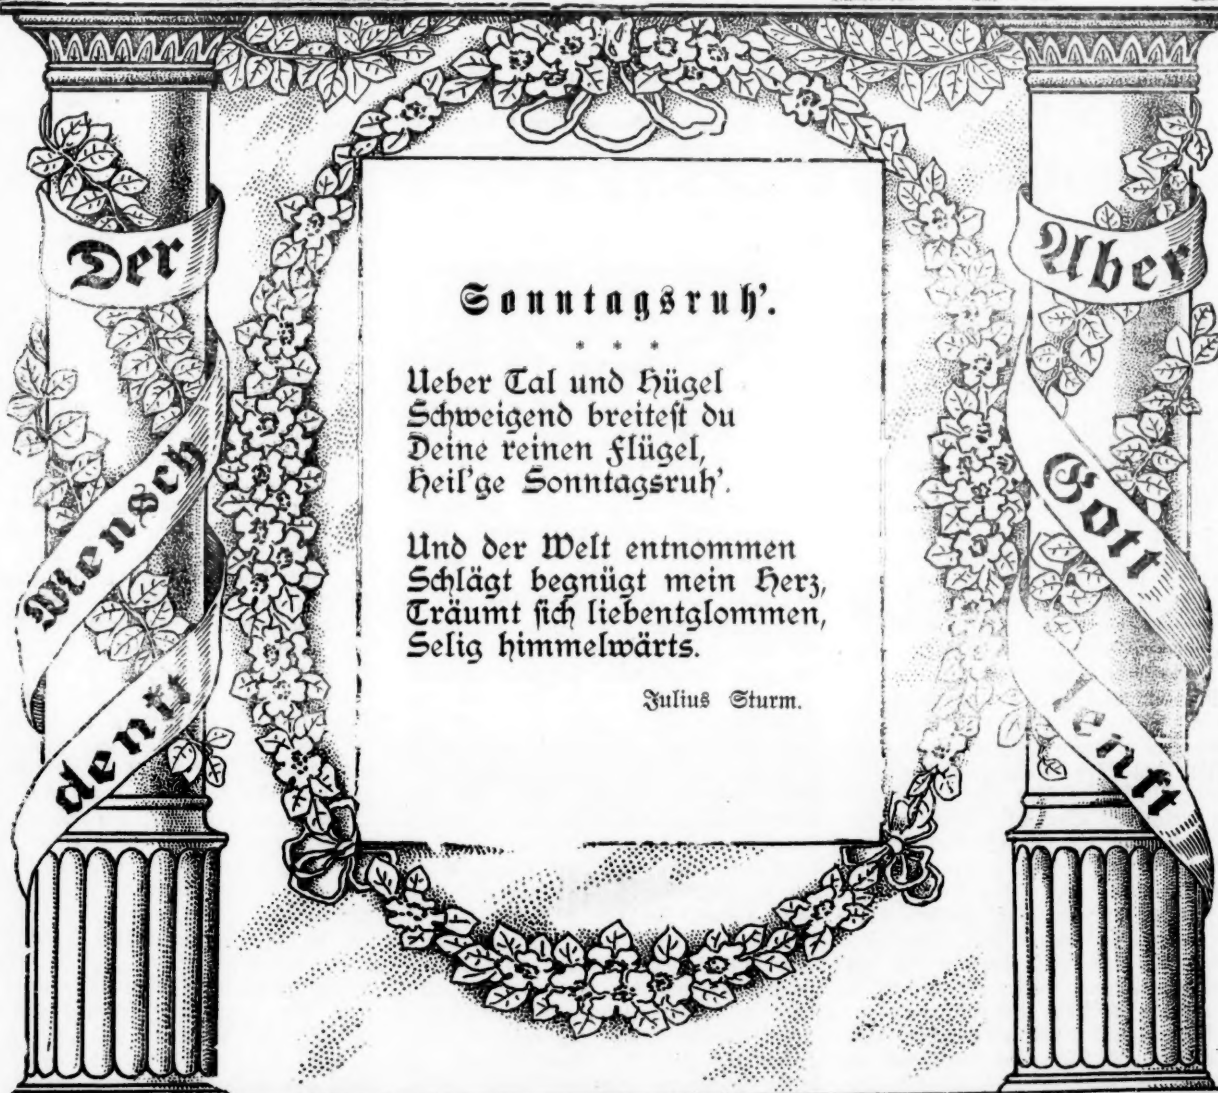 Der
Mensch
denkt
Aber
Gott
lenkt
Sonntagsruh'.
* * *
Ueber Tal und Hügel
Schweigend breitest du
Deine reinen Flügel,
Heil'ge Sonntagsruh'.
Und der Welt entnommen
Schlägt begnügt mein Herz,
Träumt sich liebentglommen,
Selig himmelwärts.
Julius Sturm.